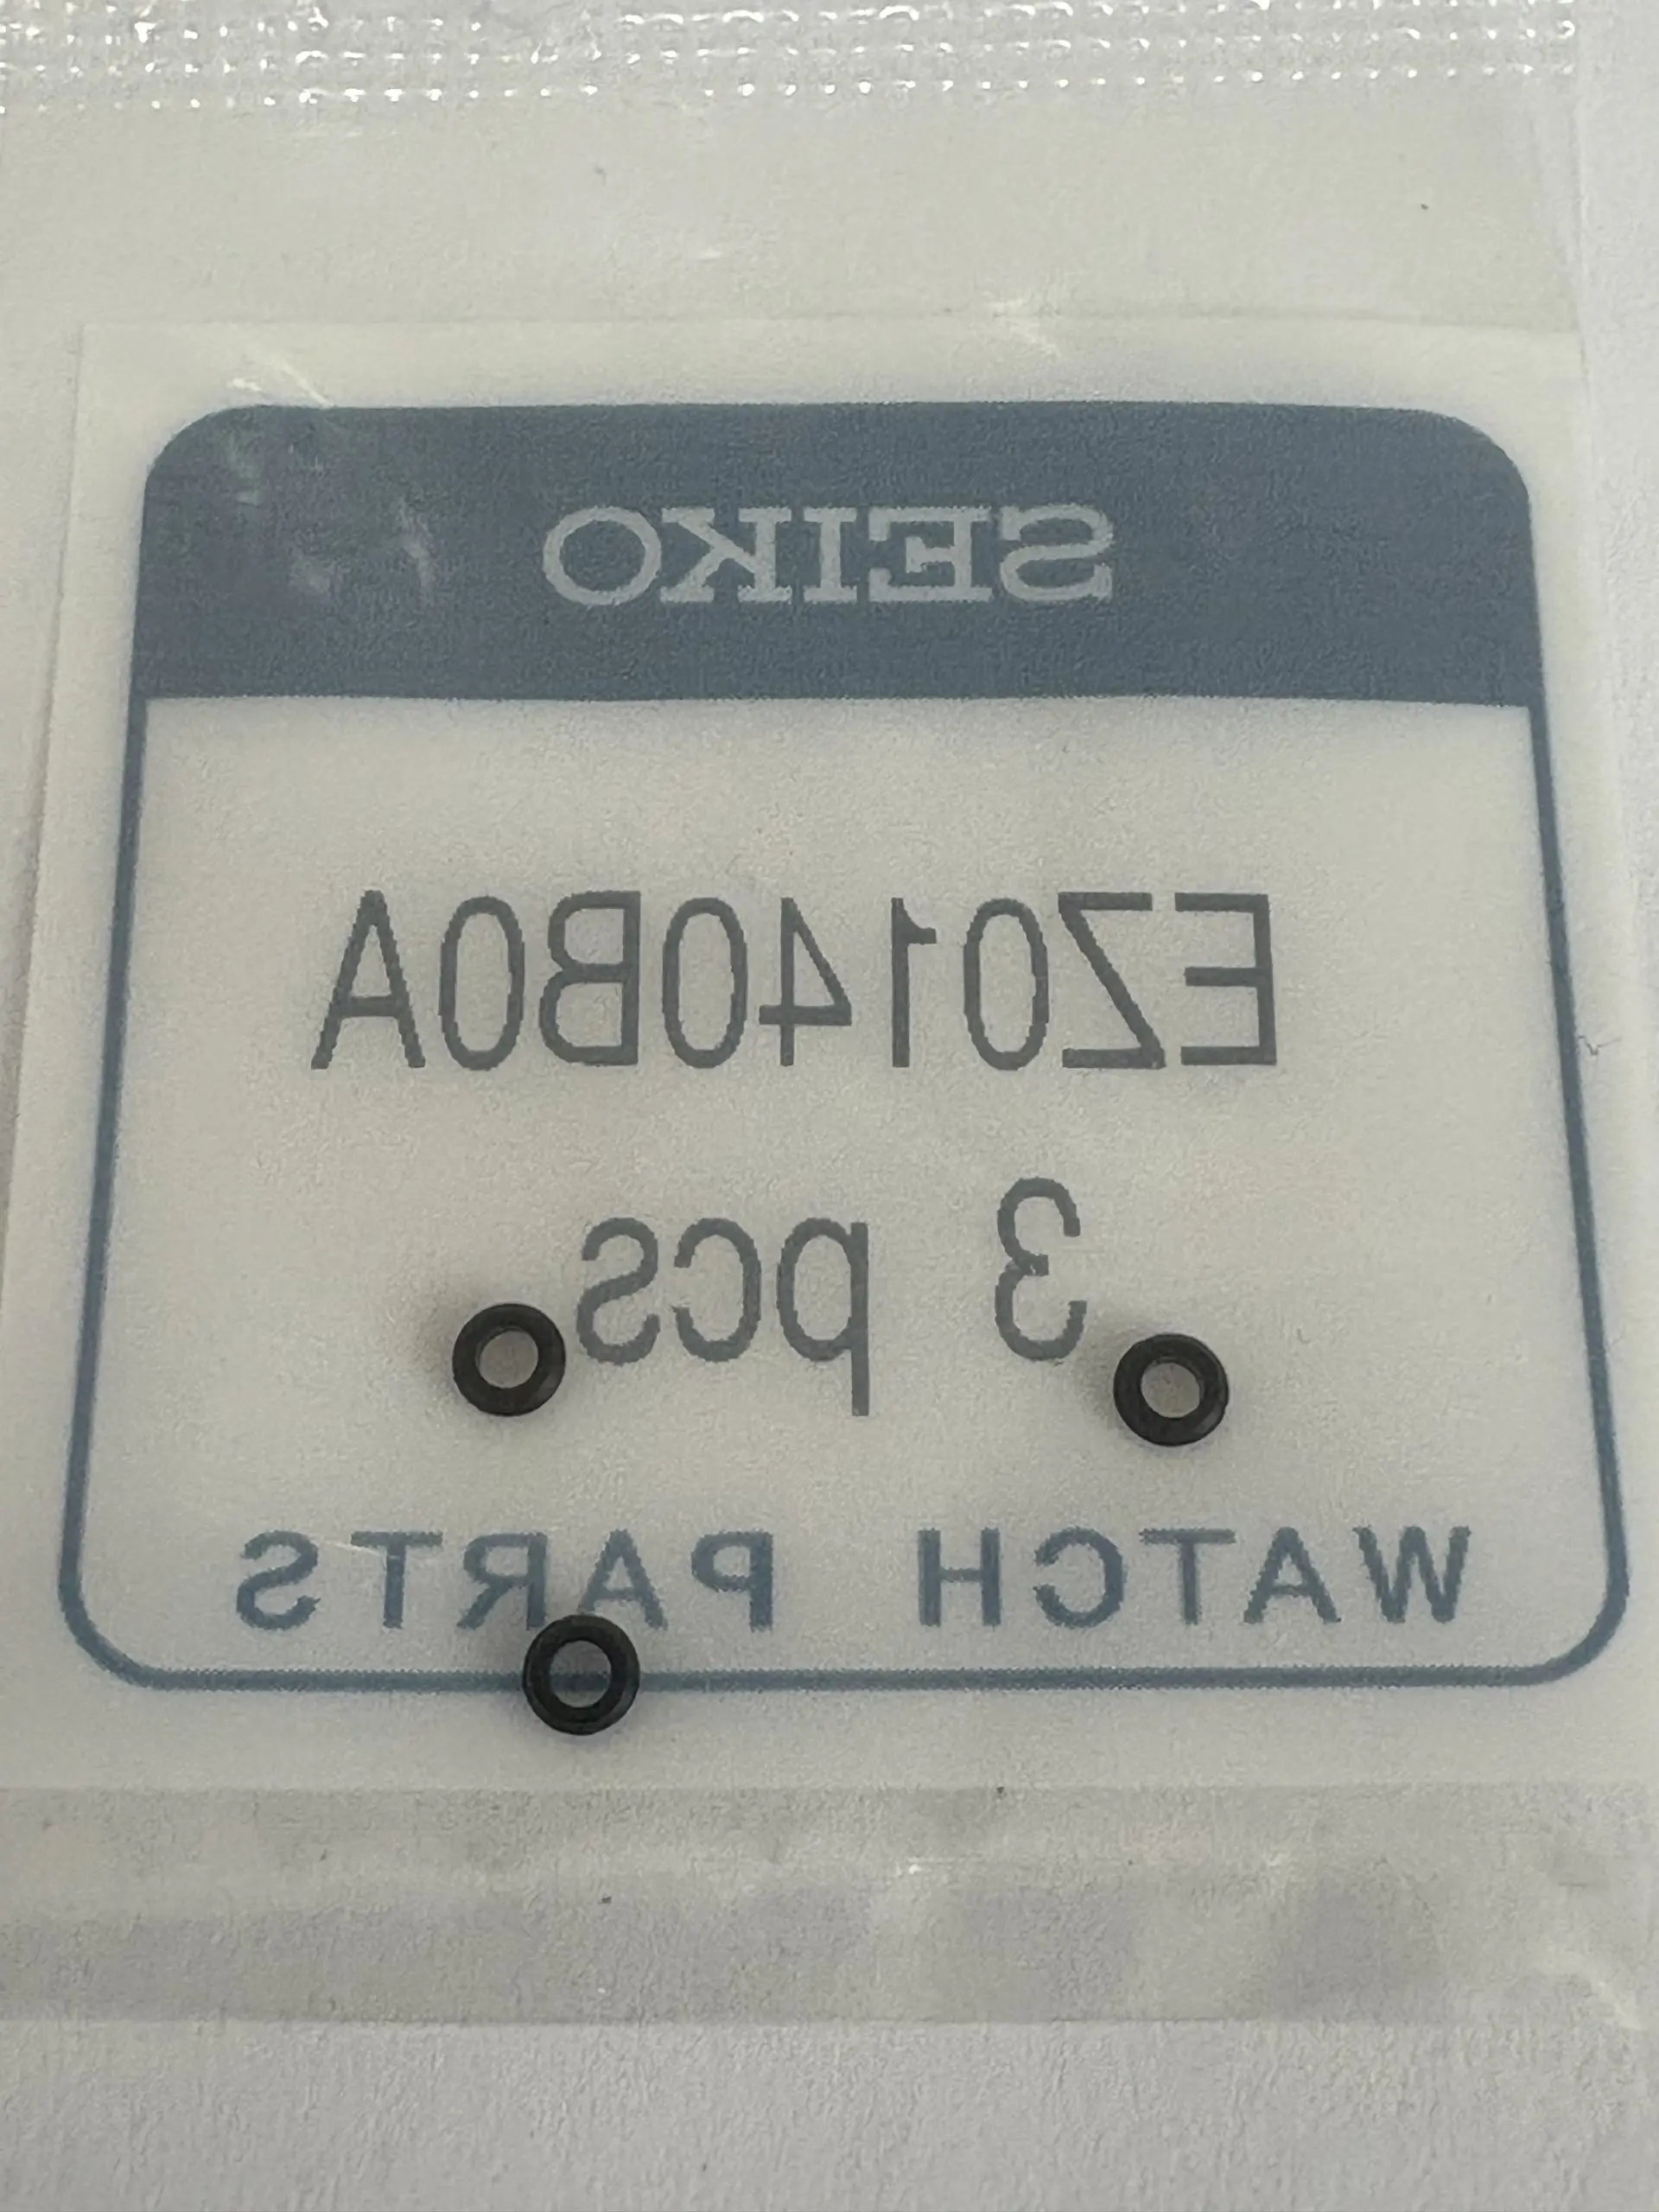 SEIKO
EZ0140B0A
3 pcs
WATCH PARTS